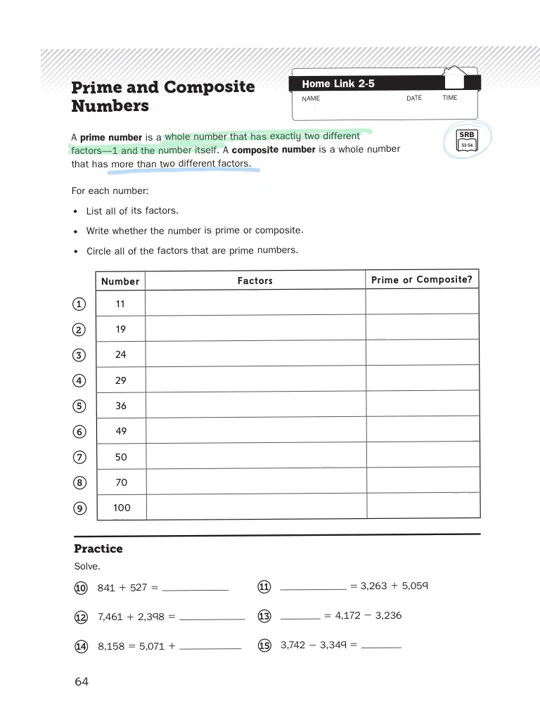 Prime and Composite
Numbers
Home Link 2-5
NAME DATE TIME
SRB
53-54
A prime number is a whole number that has exactly two different
factors—1 and the number itself. A composite number is a whole number
that has more than two different factors.
For each number:
• List all of its factors.
• Write whether the number is prime or composite.
• Circle all of the factors that are prime numbers.
Number Factors Prime or Composite?
① 11
② 19
③ 24
④ 29
⑤ 36
⑥ 49
⑦ 50
⑧ 70
⑨ 100
Practice
Solve.
⑩ 841 + 527 = ________ ⑪ ________ = 3,263 + 5,059
⑫ 7,461 + 2,398 = ________ ⑬ ________ = 4,172 − 3,236
⑭ 8,158 = 5,071 + ________ ⑮ 3,742 − 3,349 = ________
64